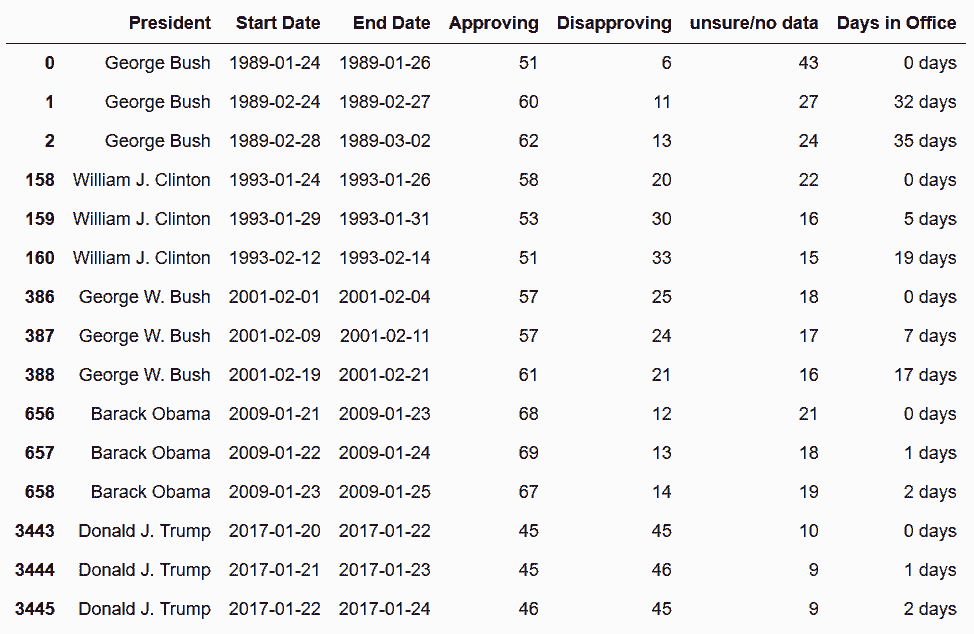 President Start Date End Date Approving Disapproving unsure/no data Days in Office
0 George Bush 1989-01-24 1989-01-26 51 6 43 0 days
1 George Bush 1989-02-24 1989-02-27 60 11 27 32 days
2 George Bush 1989-02-28 1989-03-02 62 13 24 35 days
158 William J. Clinton 1993-01-24 1993-01-26 58 20 22 0 days
159 William J. Clinton 1993-01-29 1993-01-31 53 30 16 5 days
160 William J. Clinton 1993-02-12 1993-02-14 51 33 15 19 days
386 George W. Bush 2001-02-01 2001-02-04 57 25 18 0 days
387 George W. Bush 2001-02-09 2001-02-11 57 24 17 7 days
388 George W. Bush 2001-02-19 2001-02-21 61 21 16 17 days
656 Barack Obama 2009-01-21 2009-01-23 68 12 21 0 days
657 Barack Obama 2009-01-22 2009-01-24 69 13 18 1 days
658 Barack Obama 2009-01-23 2009-01-25 67 14 19 2 days
3443 Donald J. Trump 2017-01-20 2017-01-22 45 45 10 0 days
3444 Donald J. Trump 2017-01-21 2017-01-23 45 46 9 1 days
3445 Donald J. Trump 2017-01-22 2017-01-24 46 45 9 2 days